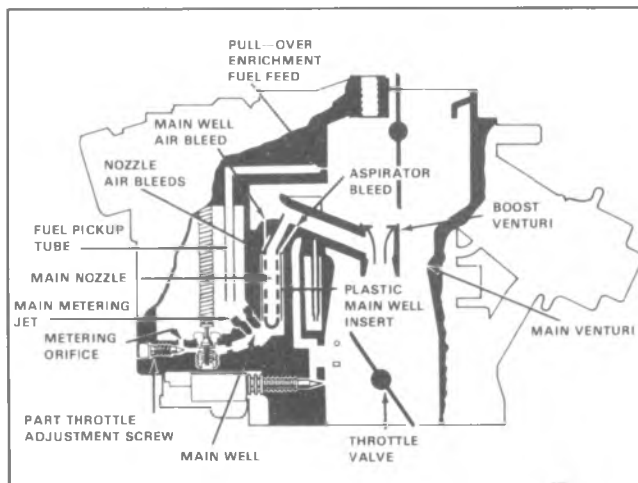 PULL—OVER
ENRICHMENT
FUEL FEED
MAIN WELL
AIR BLEED
NOZZLE
AIR BLEEDS
ASPIRATOR
BLEED
BOOST
VENTURI
FUEL PICKUP
TUBE
MAIN NOZZLE
PLASTIC
MAIN WELL
INSERT
MAIN METERING
JET
MAIN VENTURI
METERING
ORIFICE
PART THROTTLE
ADJUSTMENT SCREW
MAIN WELL
THROTTLE
VALVE